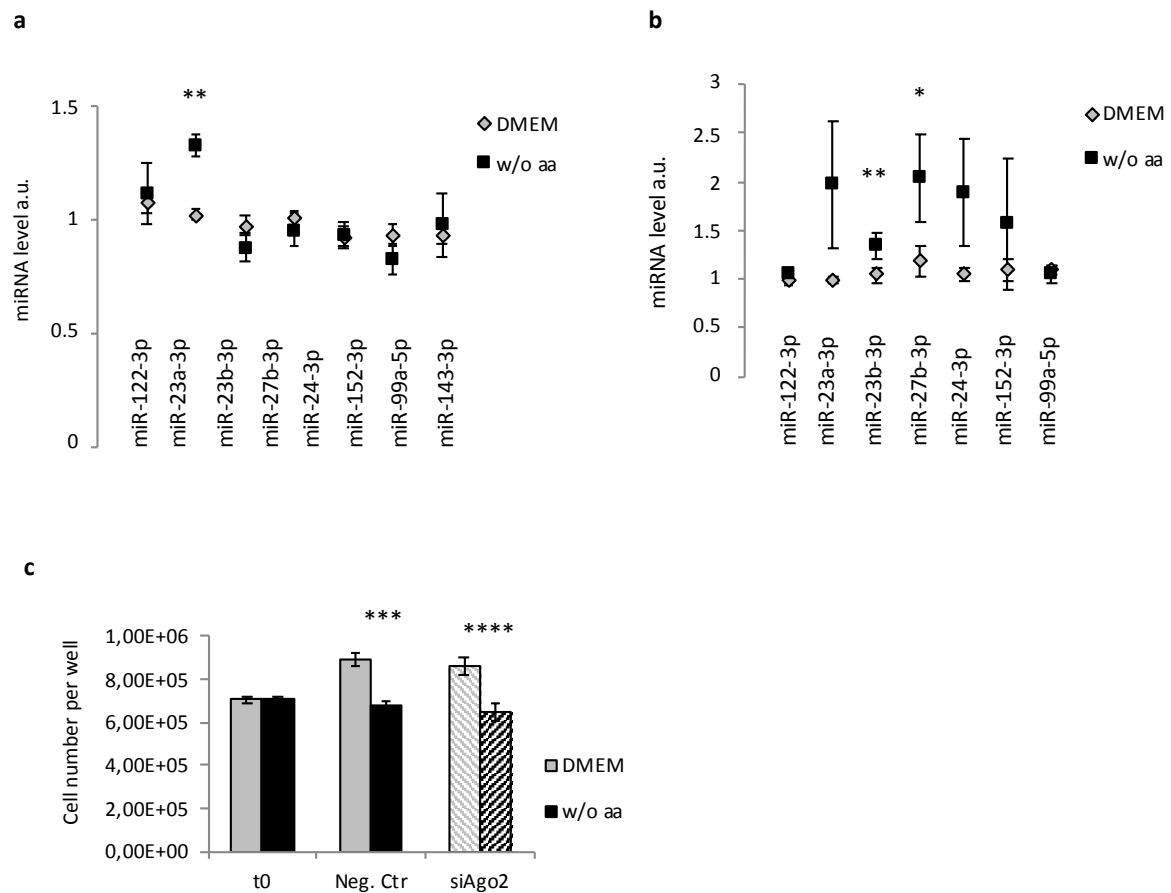 a
**
1.5
1
0.5
0
miRNA level a.u.
DMEM
w/o aa
miR-122-3p
miR-23a-3p
miR-23b-3p
miR-27b-3p
miR-24-3p
miR-152-3p
miR-99a-5p
miR-143-3p
b
*
**
3
2.5
2
1.5
1
0.5
0
miRNA level a.u.
DMEM
w/o aa
miR-122-3p
miR-23a-3p
miR-23b-3p
miR-27b-3p
miR-24-3p
miR-152-3p
miR-99a-5p
c
***
****
1,00E+06
8,00E+05
6,00E+05
4,00E+05
2,00E+05
0,00E+00
Cell number per well
DMEM
w/o aa
t0
Neg. Ctr
siAgo2